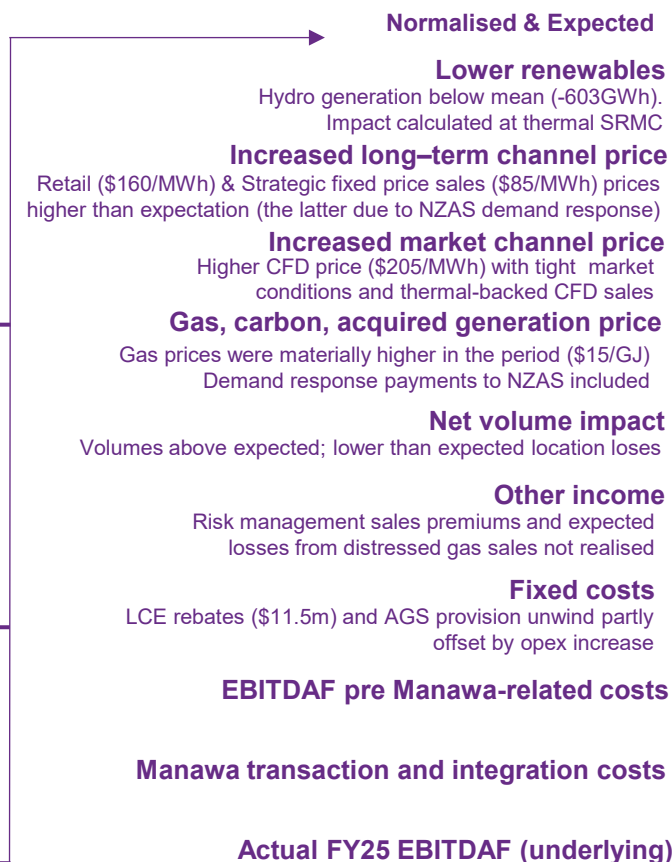 Normalised & Expected
Lower renewables
Hydro generation below mean (-603GWh).
Impact calculated at thermal SRMC
Increased long–term channel price
Retail ($160/MWh) & Strategic fixed price sales ($85/MWh) prices
higher than expectation (the latter due to NZAS demand response)
Increased market channel price
Higher CFD price ($205/MWh) with tight market
conditions and thermal-backed CFD sales
Gas, carbon, acquired generation price
Gas prices were materially higher in the period ($15/GJ)
Demand response payments to NZAS included
Net volume impact
Volumes above expected; lower than expected location loses
Other income
Risk management sales premiums and expected
losses from distressed gas sales not realised
Fixed costs
LCE rebates ($11.5m) and AGS provision unwind partly
offset by opex increase
EBITDAF pre Manawa-related costs
Manawa transaction and integration costs
Actual FY25 EBITDAF (underlying)